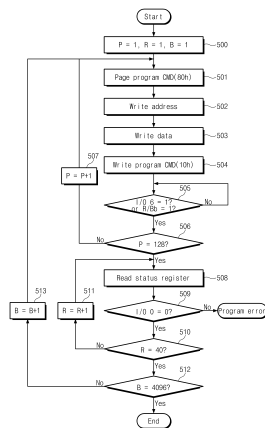 Start
P = 1, R = 1, B = 1
500
Page program CMD(80h)
501
Write address
502
Write data
503
507
P = P+1
Write program CMD(10h)
504
505
I/O 6 = 1?
or R/Bb = 1?
No
Yes
506
P = 128?
No
Yes
Read status register
508
513
B = B+1
511
R = R+1
509
I/O 0 = 0?
No
Program error
Yes
510
R = 40?
No
Yes
512
B = 4096?
No
Yes
End